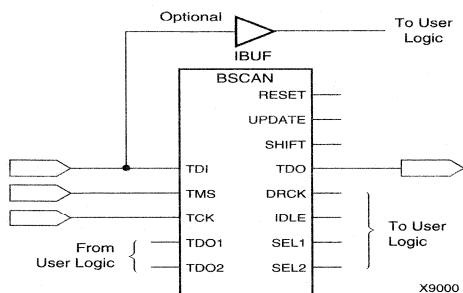 Optional
To User
Logic
IBUF
BSCAN
RESET
UPDATE
SHIFT
TDI
TDO
TMS
DRCK
TCK
IDLE
To User
Logic
From
User Logic
TDO1
SEL1
TDO2
SEL2
X9000